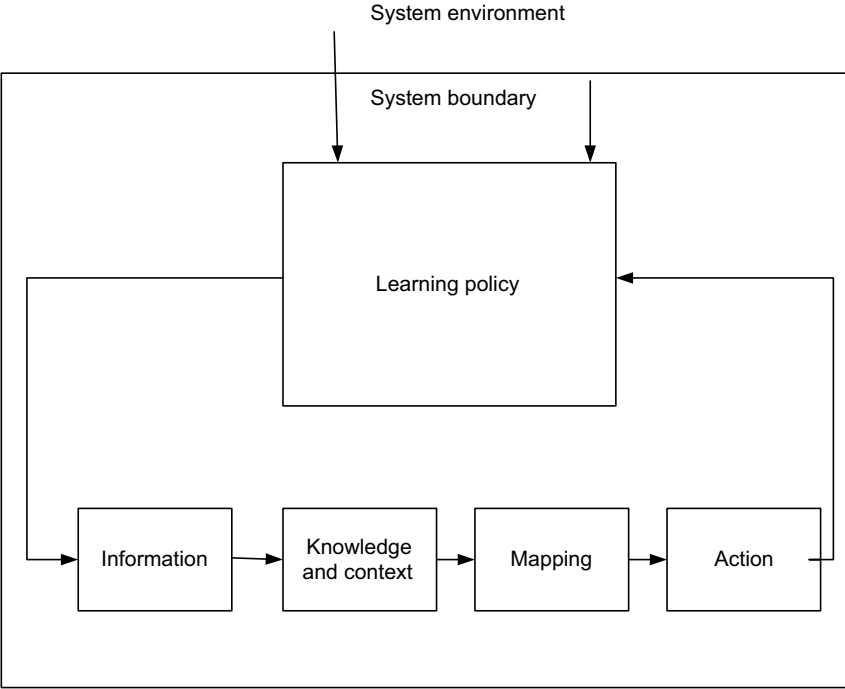 System environment
System boundary
Learning policy
Information
Knowledge
and context
Mapping
Action